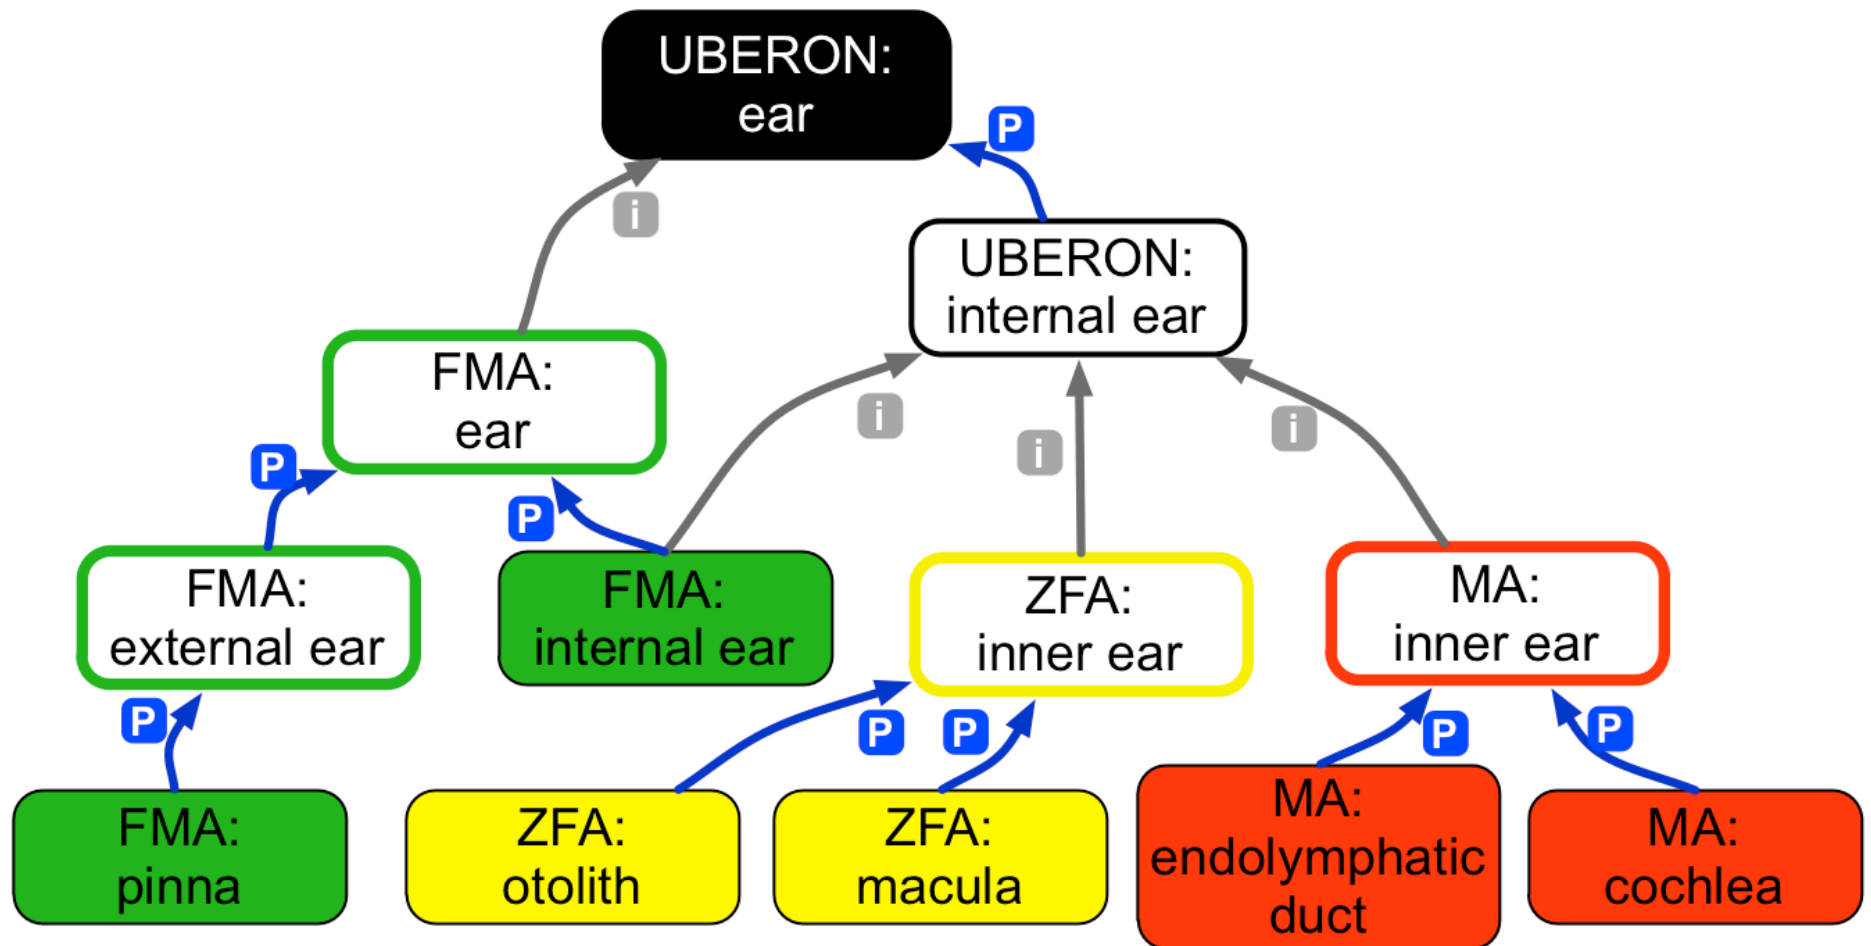 UBERON:
ear
P
i
UBERON:
internal ear
FMA:
ear
i
i
i
P
P
FMA:
external ear
FMA:
internal ear
ZFA:
inner ear
MA:
inner ear
P
P
P
P
P
FMA:
pinna
ZFA:
otolith
ZFA:
macula
MA:
endolymphatic
duct
MA:
cochlea